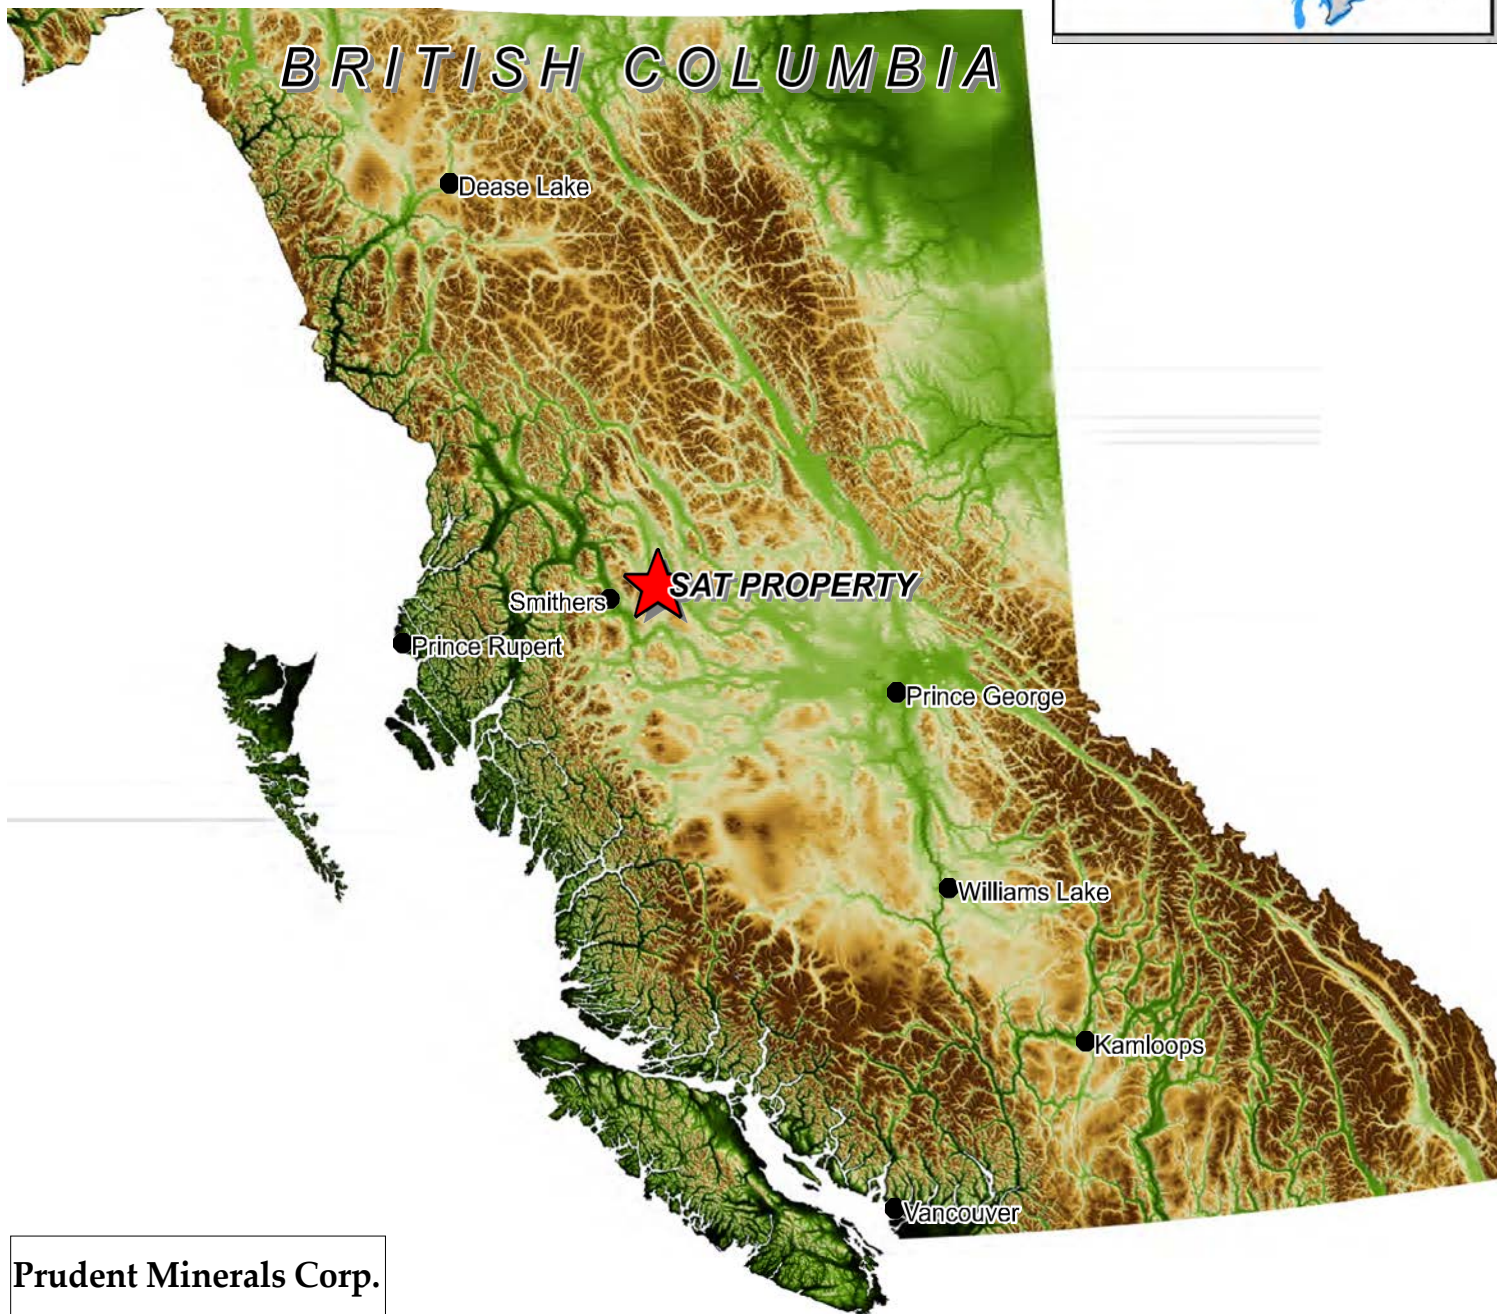 BRITISH COLUMBIA
Dease Lake
SAT PROPERTY
Smithers
Prince Rupert
Prince George
Williams Lake
Kamloops
Vancouver
Prudent Minerals Corp.